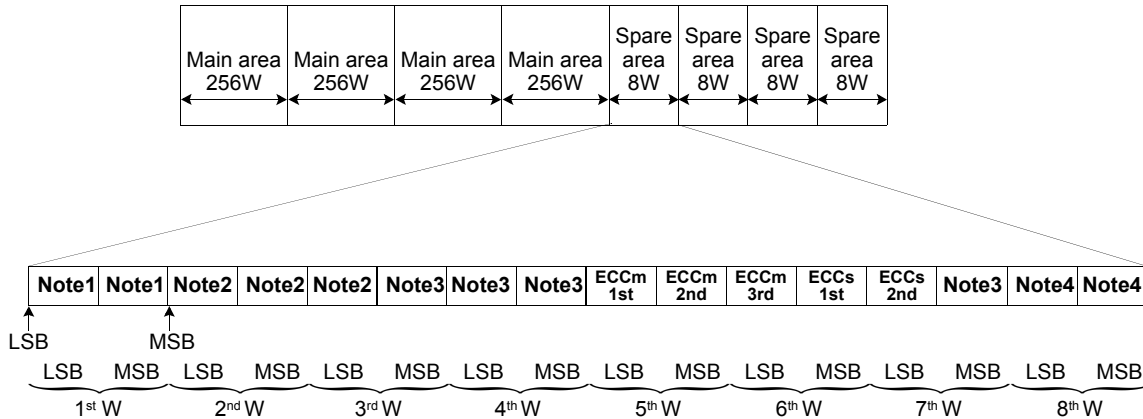 Main area 256W Main area 256W Main area 256W Main area 256W Spare area 8W Spare area 8W Spare area 8W Spare area 8W
Note1 Note1 Note2 Note2 Note2 Note3 Note3 Note3 ECCm 1st ECCm 2nd ECCm 3rd ECCs 1st ECCs 2nd Note3 Note4 Note4
LSB MSB
LSB MSB LSB MSB LSB MSB LSB MSB LSB MSB LSB MSB LSB MSB LSB MSB
1st W 2nd W 3rd W 4th W 5th W 6th W 7th W 8th W